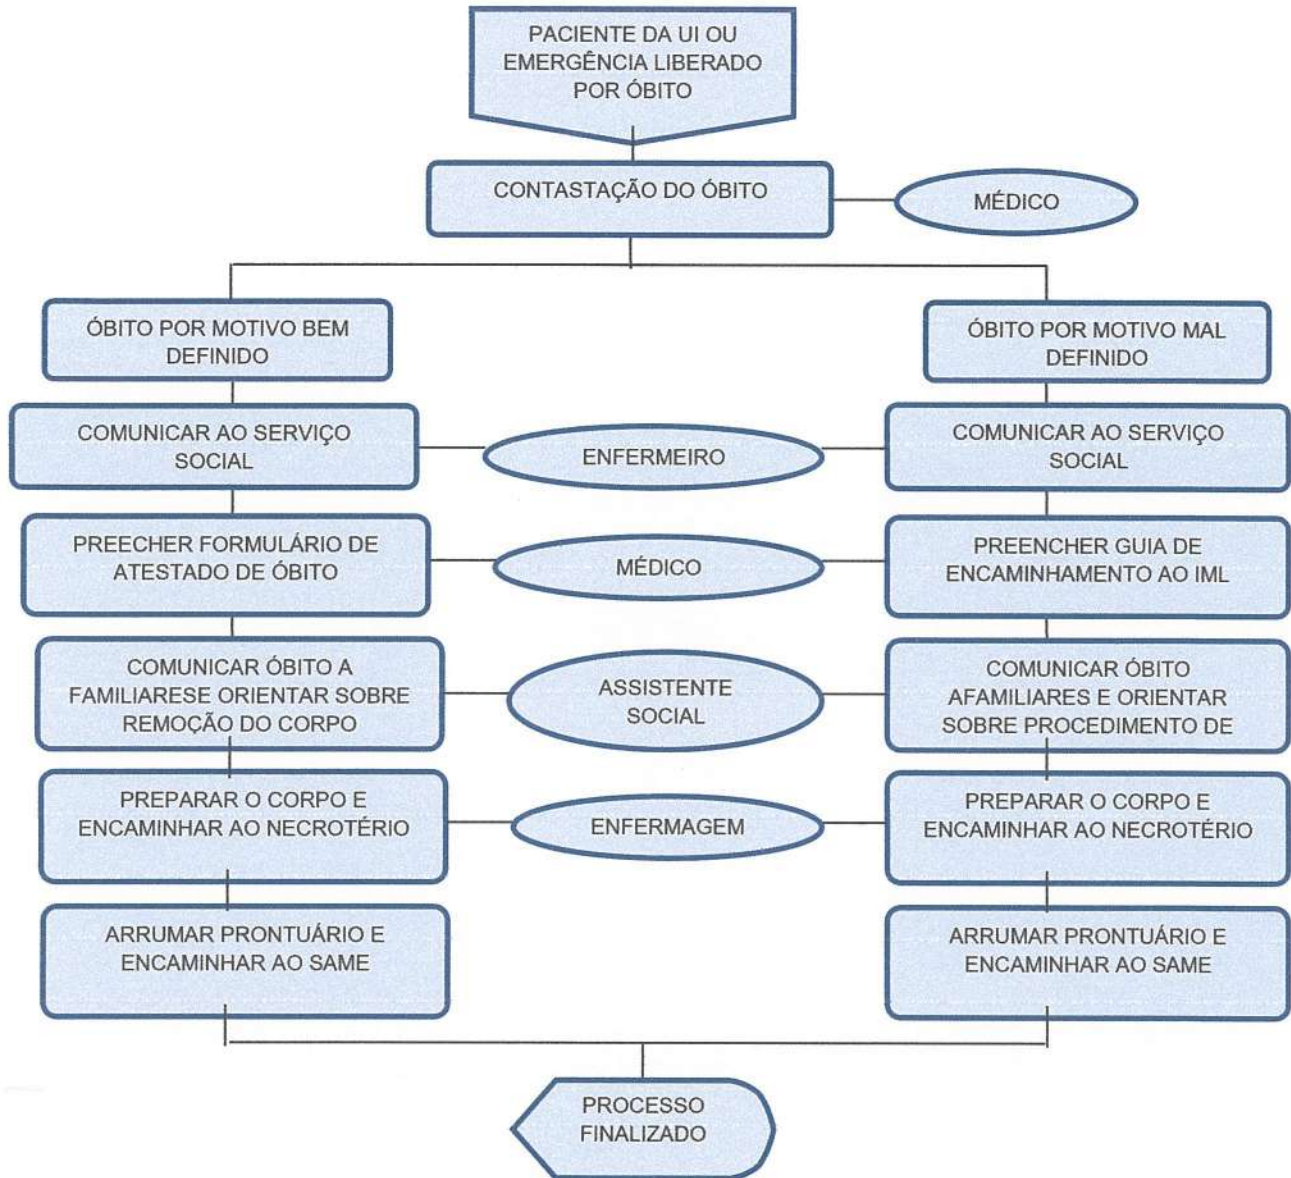 PACIENTE DA UI OU
EMERGÊNCIA LIBERADO
POR ÓBITO
CONTASTAÇÃO DO ÓBITO
MÉDICO
ÓBITO POR MOTIVO BEM
DEFINIDO
ÓBITO POR MOTIVO MAL
DEFINIDO
COMUNICAR AO SERVIÇO
SOCIAL
ENFERMEIRO
COMUNICAR AO SERVIÇO
SOCIAL
PREECHER FORMULÁRIO DE
ATESTADO DE ÓBITO
MÉDICO
PREENCHER GUIA DE
ENCAMINHAMENTO AO IML
COMUNICAR ÓBITO A
FAMILIARESE ORIENTAR SOBRE
REMOÇÃO DO CORPO
ASSISTENTE
SOCIAL
COMUNICAR ÓBITO
AFAMILIARES E ORIENTAR
SOBRE PROCEDIMENTO DE
PREPARAR O CORPO E
ENCAMINHAR AO NECROTÉRIO
ENFERMAGEM
PREPARAR O CORPO E
ENCAMINHAR AO NECROTÉRIO
ARRUMAR PRONTUÁRIO E
ENCAMINHAR AO SAME
ARRUMAR PRONTUÁRIO E
ENCAMINHAR AO SAME
PROCESSO
FINALIZADO